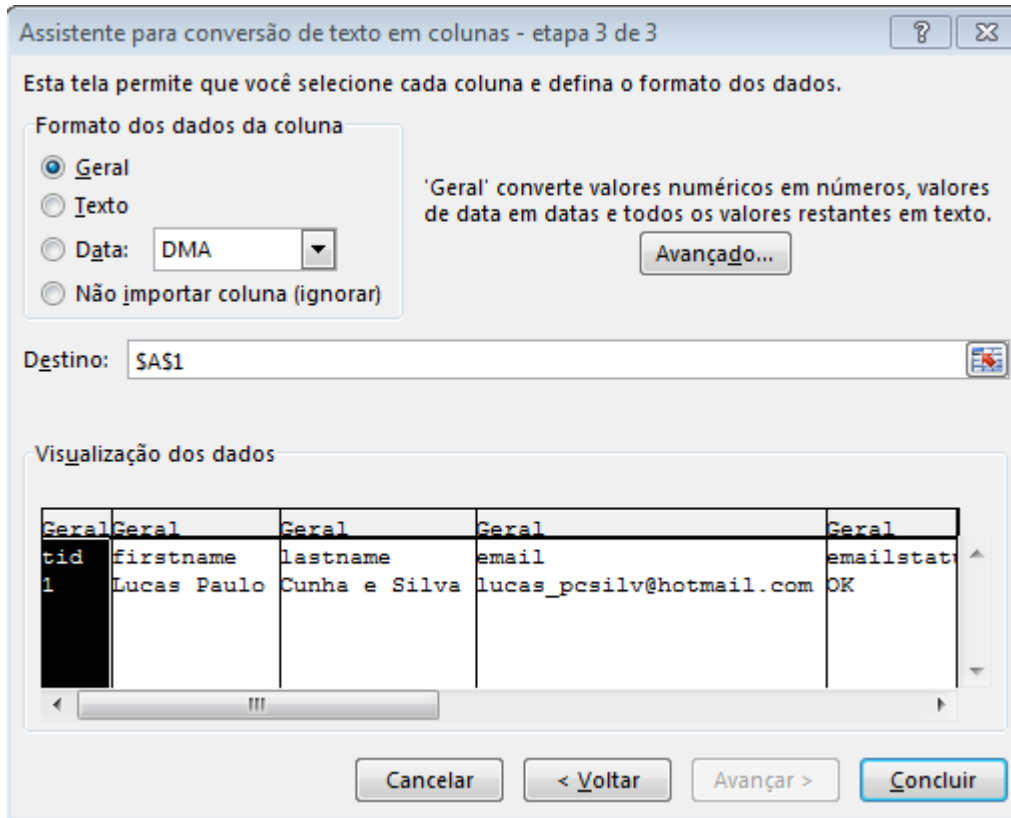 Assistente para conversão de texto em colunas - etapa 3 de 3
Esta tela permite que você selecione cada coluna e defina o formato dos dados.
Formato dos dados da coluna
Geral
Texto
Data: DMA
Não importar coluna (ignorar)
'Geral' converte valores numéricos em números, valores
de data em datas e todos os valores restantes em texto.
Avançado...
Destino: $A$1
Visualização dos dados
Geral Geral Geral Geral Geral
tid firstname lastname email emailstatu
1 Lucas Paulo Cunha e Silva lucas_pcsilv@hotmail.com OK
Cancelar < Voltar Avançar > Concluir